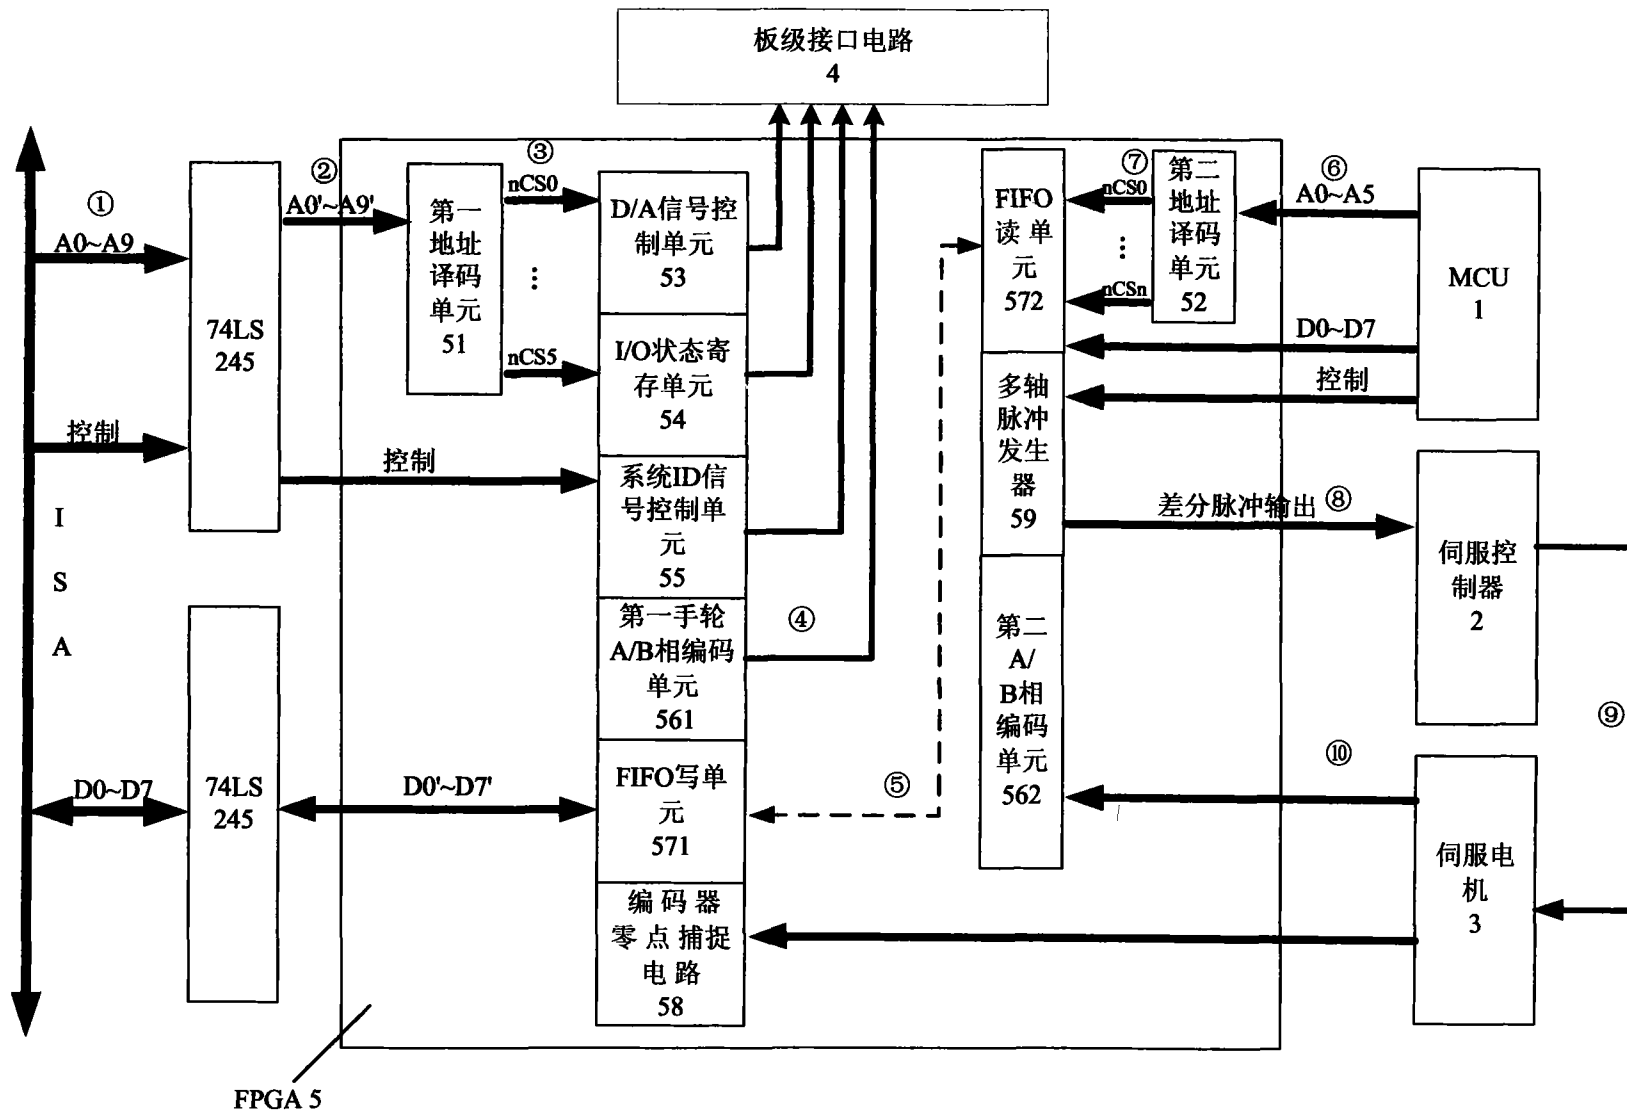 板级接口电路
4
①
A0~A9
控制
I
S
A
D0~D7
74LS
245
74LS
245
②
A0'~A9'
第一
地址
译码
单元
51
③
nCS0
...
nCS5
控制
D0'~D7'
D/A信号控
制单元
53
I/O状态寄
存单元
54
系统ID信
号控制单
元
55
第一手轮
A/B相编码
单元
561
FIFO写单
元
571
编码器
零点捕捉
电路
58
④
⑤
FIFO
读单
元
572
多轴
脉冲
发生
器
59
第二
A/
B相
编码
单元
562
⑦
nCS0
...
nCSn
第二
地址
译码
单元
52
⑥
A0~A5
D0~D7
控制
MCU
1
差分脉冲输出
⑧
伺服控
制器
2
⑨
⑩
伺服电
机
3
FPGA 5